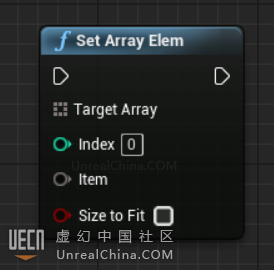 f Set Array Elem
Target Array
Index 0
UnrealChina.COM
Item
Size to Fit
UECN 虚幻中国社区
UnrealChina.COM